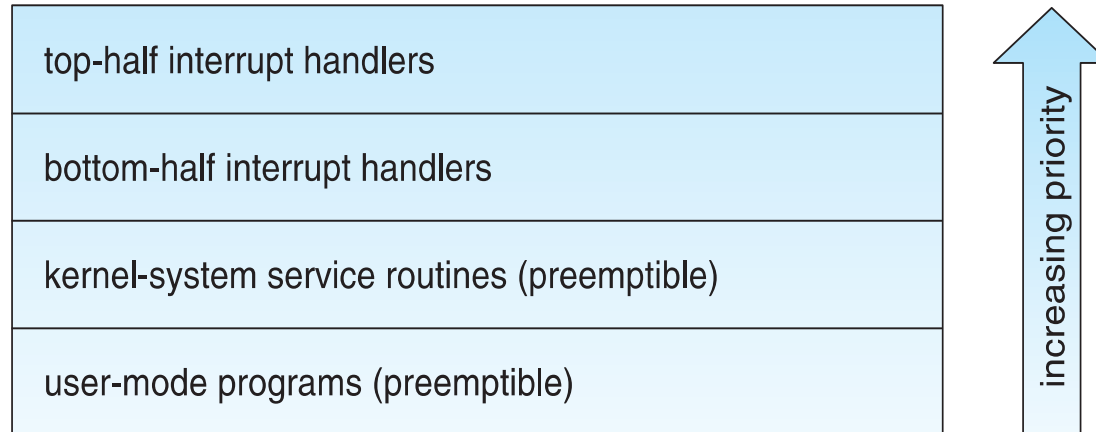 top-half interrupt handlers
bottom-half interrupt handlers
kernel-system service routines (preemptible)
user-mode programs (preemptible)
increasing priority